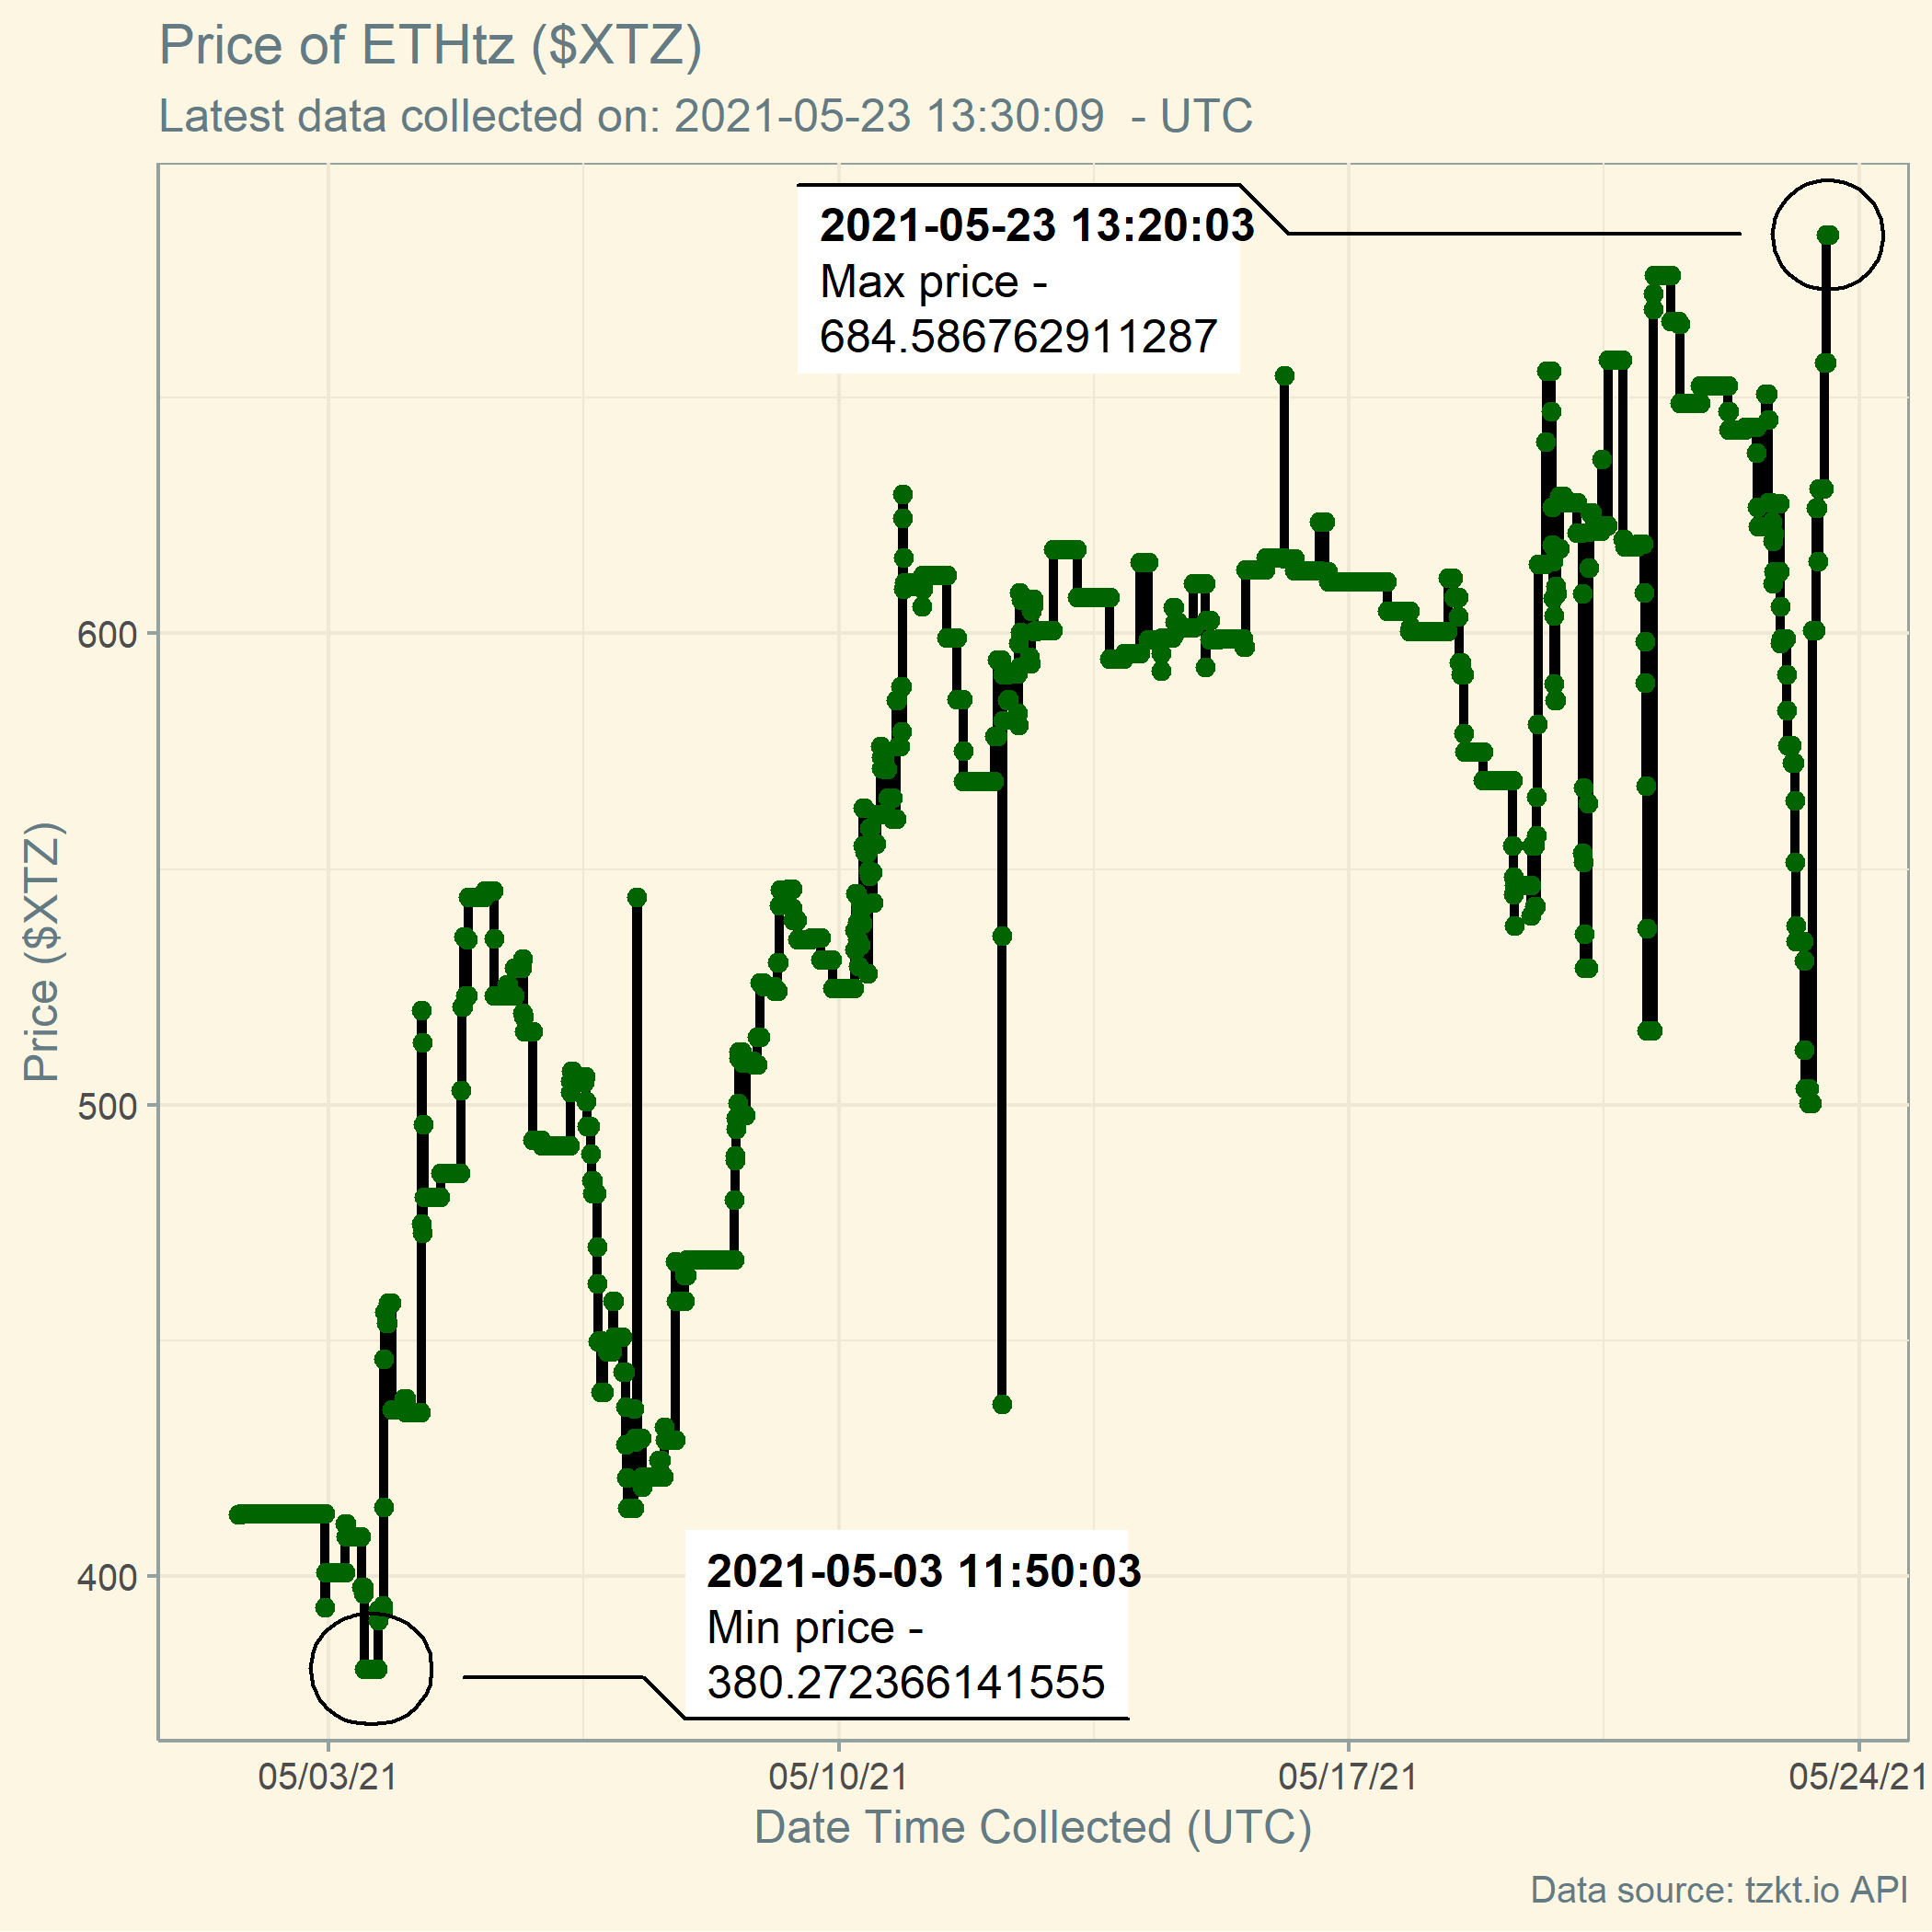 Price of ETHtz ($XTZ)
Latest data collected on: 2021-05-23 13:30:09  - UTC
2021-05-23 13:20:03
Max price -
684.586762911287
600
500
400
Price ($XTZ)
2021-05-03 11:50:03
Min price -
380.272366141555
05/03/21
05/10/21
05/17/21
05/24/21
Date Time Collected (UTC)
Data source: tzkt.io API